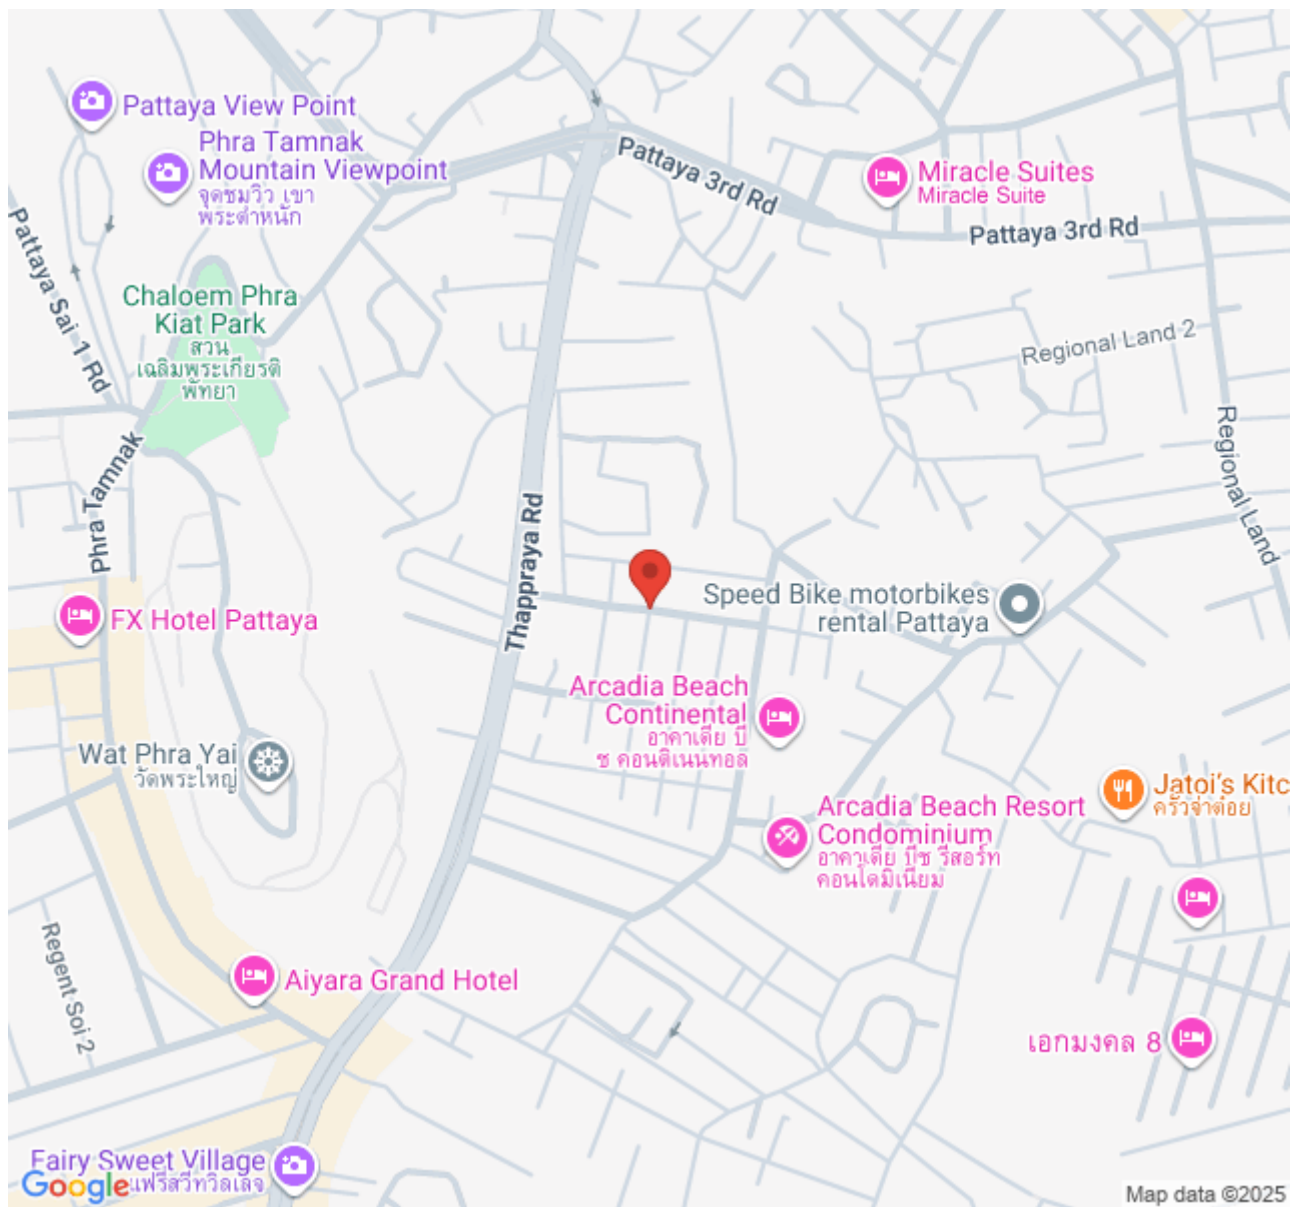 Pattaya View Point
Phra Tamnak
Mountain Viewpoint
จุดชมวิว เขา
พระตำหนัก
Pattaya 3rd Rd
Miracle Suites
Miracle Suite
Pattaya 3rd Rd
Pattaya Sai 1 Rd
Chaloem Phra
Kiat Park
สวน
เฉลิมพระเกียรติ
พัทยา
Regional Land 2
Regional Land
Phra Tamnak
Thappraya Rd
FX Hotel Pattaya
Speed Bike motorbikes
rental Pattaya
Arcadia Beach
Continental
อาคาเดีย บี
ช คอนติเนนทอล
Wat Phra Yai
วัดพระใหญ่
Jatoi's Kitc
ครัวจ่าต๋อย
Arcadia Beach Resort
Condominium
อาคาเดีย บีช รีสอร์ท
คอนโดมิเนียม
Regent Soi 2
Aiyara Grand Hotel
เอกมงคล 8
Fairy Sweet Village
แฟรี่สวีทวิลเลจ
Google
Map data ©2025